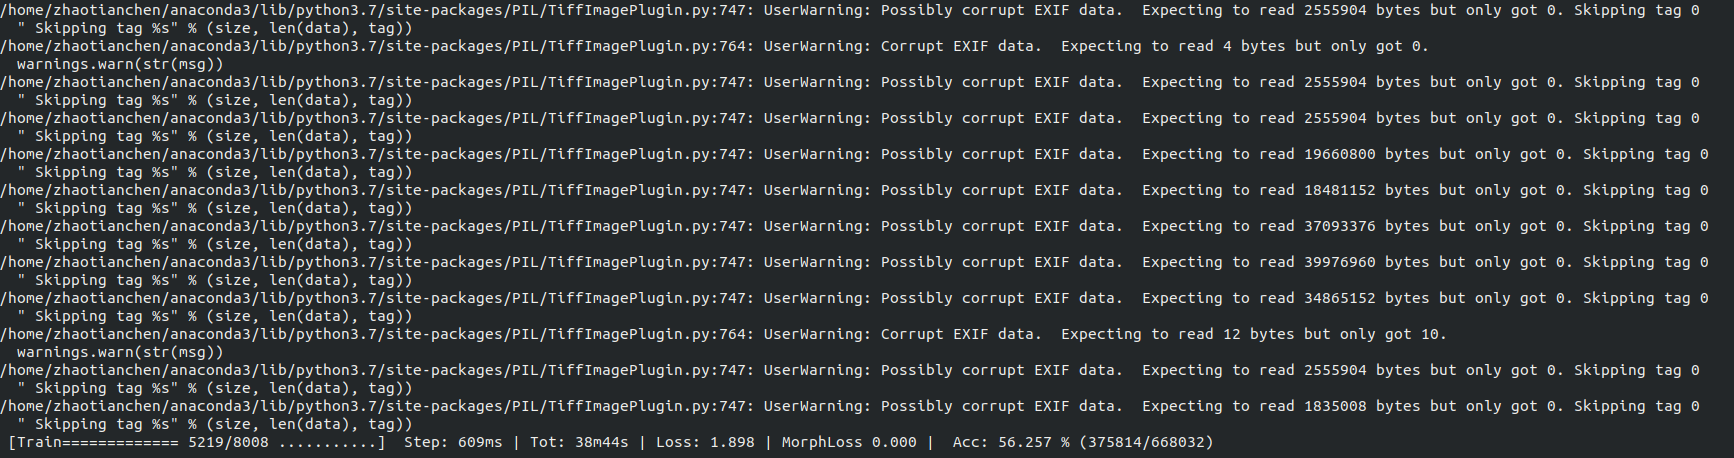 /home/zhaotianchen/anaconda3/lib/python3.7/site-packages/PIL/TiffImagePlugin.py:747: UserWarning: Possibly corrupt EXIF data.  Expecting to read 2555904 bytes but only got 0. Skipping tag 0
  " Skipping tag %s" % (size, len(data), tag))
/home/zhaotianchen/anaconda3/lib/python3.7/site-packages/PIL/TiffImagePlugin.py:764: UserWarning: Corrupt EXIF data.  Expecting to read 4 bytes but only got 0.
  warnings.warn(str(msg))
/home/zhaotianchen/anaconda3/lib/python3.7/site-packages/PIL/TiffImagePlugin.py:747: UserWarning: Possibly corrupt EXIF data.  Expecting to read 2555904 bytes but only got 0. Skipping tag 0
  " Skipping tag %s" % (size, len(data), tag))
/home/zhaotianchen/anaconda3/lib/python3.7/site-packages/PIL/TiffImagePlugin.py:747: UserWarning: Possibly corrupt EXIF data.  Expecting to read 2555904 bytes but only got 0. Skipping tag 0
  " Skipping tag %s" % (size, len(data), tag))
/home/zhaotianchen/anaconda3/lib/python3.7/site-packages/PIL/TiffImagePlugin.py:747: UserWarning: Possibly corrupt EXIF data.  Expecting to read 19660800 bytes but only got 0. Skipping tag 0
  " Skipping tag %s" % (size, len(data), tag))
/home/zhaotianchen/anaconda3/lib/python3.7/site-packages/PIL/TiffImagePlugin.py:747: UserWarning: Possibly corrupt EXIF data.  Expecting to read 18481152 bytes but only got 0. Skipping tag 0
  " Skipping tag %s" % (size, len(data), tag))
/home/zhaotianchen/anaconda3/lib/python3.7/site-packages/PIL/TiffImagePlugin.py:747: UserWarning: Possibly corrupt EXIF data.  Expecting to read 37093376 bytes but only got 0. Skipping tag 0
  " Skipping tag %s" % (size, len(data), tag))
/home/zhaotianchen/anaconda3/lib/python3.7/site-packages/PIL/TiffImagePlugin.py:747: UserWarning: Possibly corrupt EXIF data.  Expecting to read 39976960 bytes but only got 0. Skipping tag 0
  " Skipping tag %s" % (size, len(data), tag))
/home/zhaotianchen/anaconda3/lib/python3.7/site-packages/PIL/TiffImagePlugin.py:747: UserWarning: Possibly corrupt EXIF data.  Expecting to read 34865152 bytes but only got 0. Skipping tag 0
  " Skipping tag %s" % (size, len(data), tag))
/home/zhaotianchen/anaconda3/lib/python3.7/site-packages/PIL/TiffImagePlugin.py:764: UserWarning: Corrupt EXIF data.  Expecting to read 12 bytes but only got 10.
  warnings.warn(str(msg))
/home/zhaotianchen/anaconda3/lib/python3.7/site-packages/PIL/TiffImagePlugin.py:747: UserWarning: Possibly corrupt EXIF data.  Expecting to read 2555904 bytes but only got 0. Skipping tag 0
  " Skipping tag %s" % (size, len(data), tag))
/home/zhaotianchen/anaconda3/lib/python3.7/site-packages/PIL/TiffImagePlugin.py:747: UserWarning: Possibly corrupt EXIF data.  Expecting to read 1835008 bytes but only got 0. Skipping tag 0
  " Skipping tag %s" % (size, len(data), tag))
 [Train============= 5219/8008 ...........]  Step: 609ms | Tot: 38m44s | Loss: 1.898 | MorphLoss 0.000 |  Acc: 56.257 % (375814/668032)